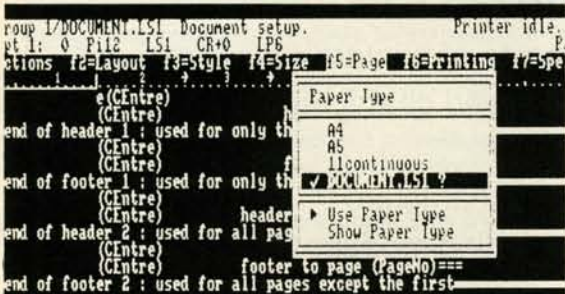 roup 1/DOCUMENT.LS1 Document setup. Printer idle.
pt 1: 0 Pi12 LS1 CR+0 LP6 P
ctions f2=Layout f3=Style f4=Size f5=Page f6=Printing f7=Spe
1 2 3
e(CEntre)
(CEntre) h
end of header 1 : used for only th
(CEntre)
(CEntre) f
end of footer 1 : used for only th
(CEntre)
(CEntre) header
end of header 2 : used for all pag
(CEntre)
(CEntre) footer to page (PageNo)===
end of footer 2 : used for all pages except the first
Paper Type
A4
A5
11continuous
✓ DOCUMENT.LS1 ?
Use Paper Type
Show Paper Type